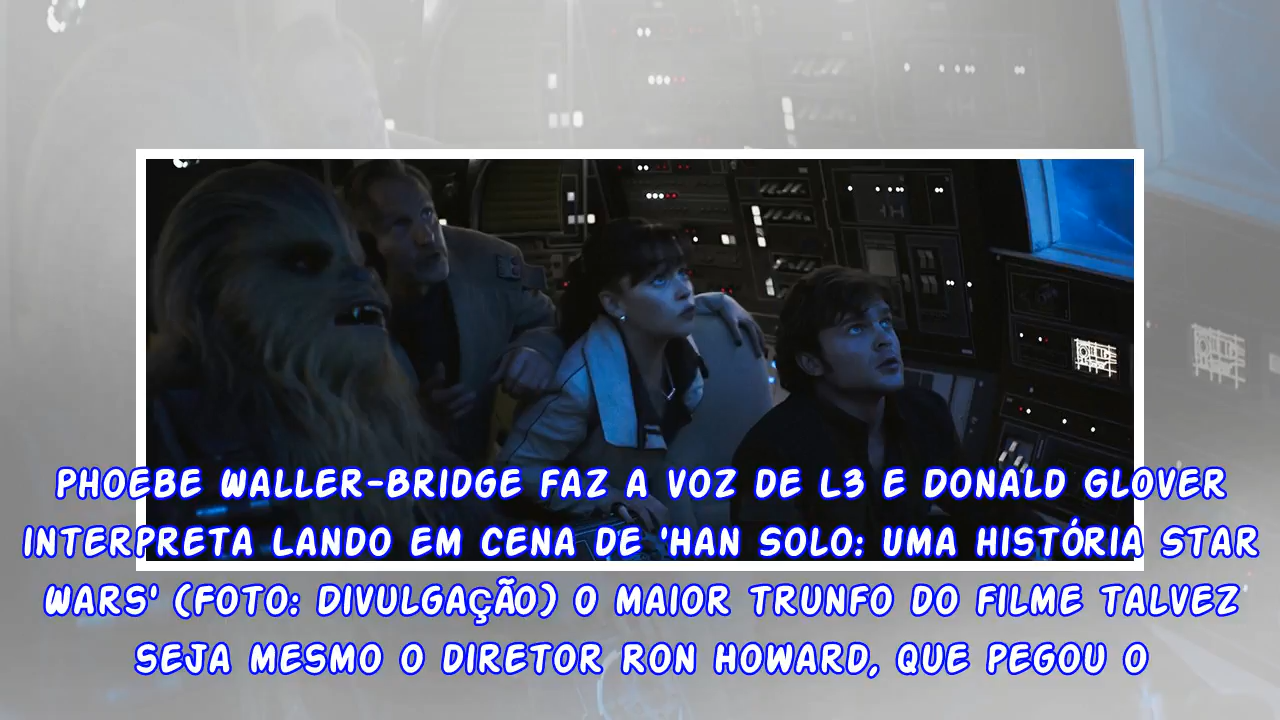 PHOEBE WALLER-BRIDGE FAZ A VOZ DE L3 E DONALD GLOVER
INTERPRETA LANDO EM CENA DE 'HAN SOLO: UMA HISTÓRIA STAR
WARS' (FOTO: DIVULGAÇÃO) O MAIOR TRUNFO DO FILME TALVEZ
SEJA MESMO O DIRETOR RON HOWARD, QUE PEGOU O